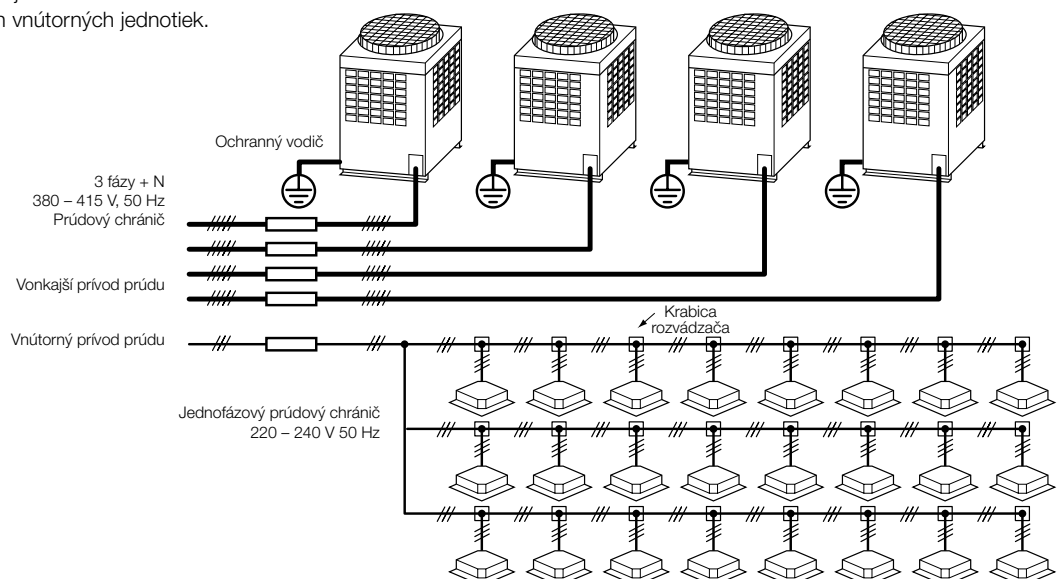 vnútorných jednotiek.
Ochranný vodič
3 fázy + N
380 – 415 V, 50 Hz
Prúdový chránič
Vonkajší prívod prúdu
Krabica
rozvádzača
Vnútorný prívod prúdu
Jednofázový prúdový chránič
220 – 240 V 50 Hz